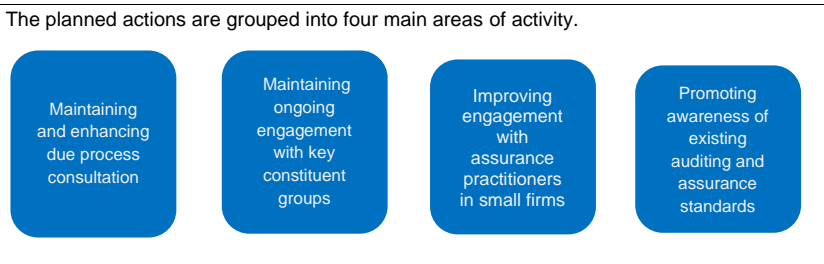 The planned actions are grouped into four main areas of activity.
Maintaining
and enhancing
due process
consultation
Maintaining
ongoing
engagement
with key
constituent
groups
Improving
engagement
with
assurance
practitioners
in small firms
Promoting
awareness of
existing
auditing and
assurance
standards